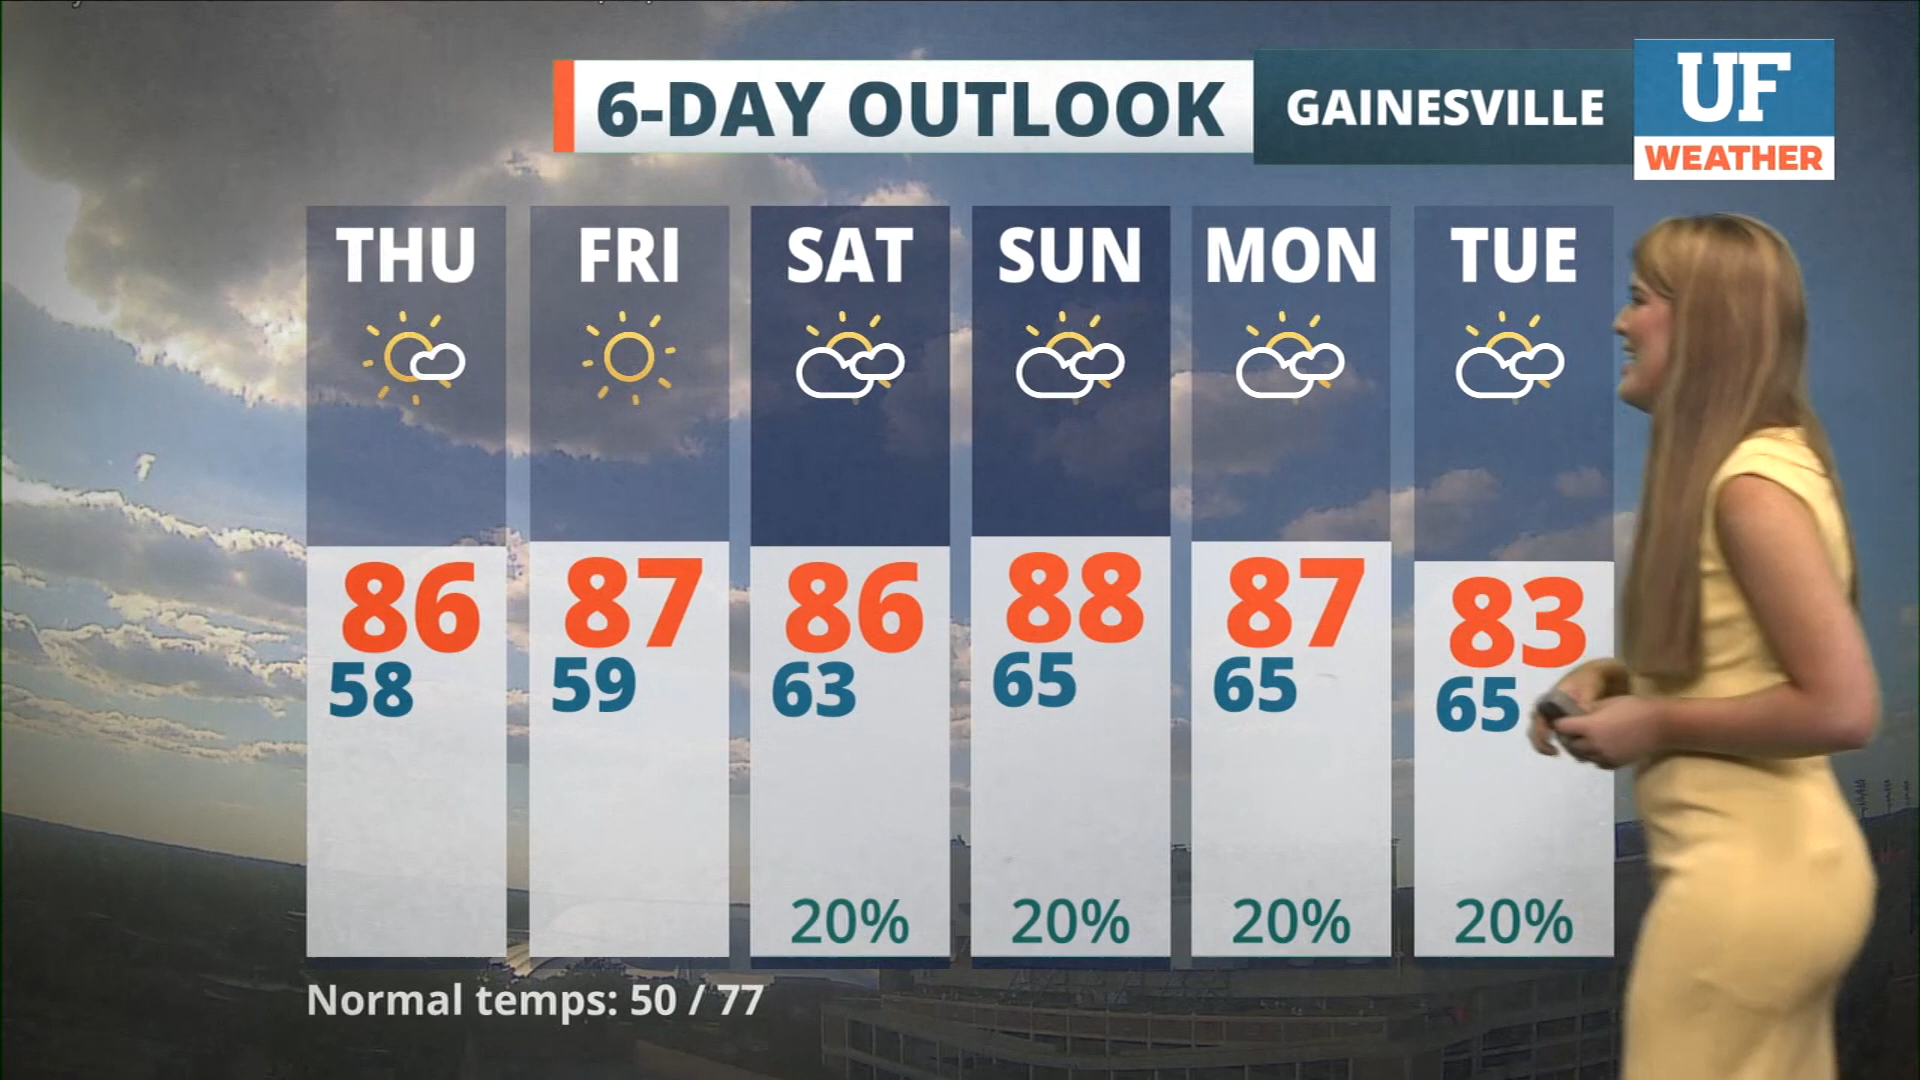 6-DAY OUTLOOK GAINESVILLE
UF
WEATHER
THU FRI SAT SUN MON TUE
86 87 86 88 87 83
58 59 63 65 65 65
20% 20% 20% 20%
Normal temps: 50 / 77